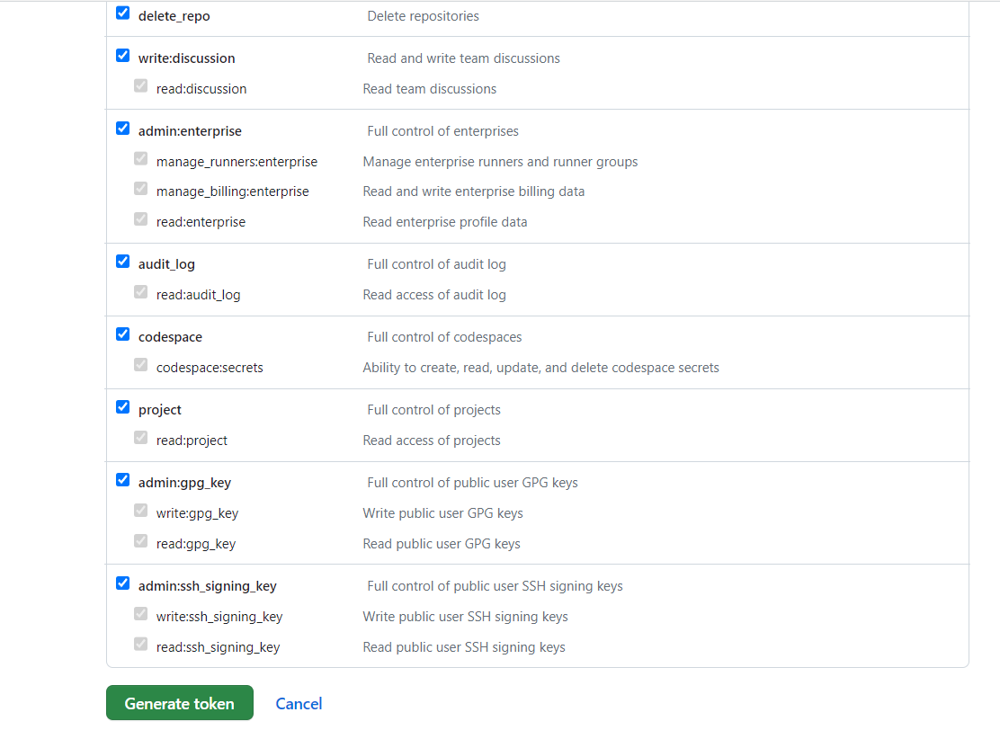 delete_repo Delete repositories
write:discussion Read and write team discussions
read:discussion Read team discussions
admin:enterprise Full control of enterprises
manage_runners:enterprise Manage enterprise runners and runner groups
manage_billing:enterprise Read and write enterprise billing data
read:enterprise Read enterprise profile data
audit_log Full control of audit log
read:audit_log Read access of audit log
codespace Full control of codespaces
codespace:secrets Ability to create, read, update, and delete codespace secrets
project Full control of projects
read:project Read access of projects
admin:gpg_key Full control of public user GPG keys
write:gpg_key Write public user GPG keys
read:gpg_key Read public user GPG keys
admin:ssh_signing_key Full control of public user SSH signing keys
write:ssh_signing_key Write public user SSH signing keys
read:ssh_signing_key Read public user SSH signing keys
Generate token Cancel